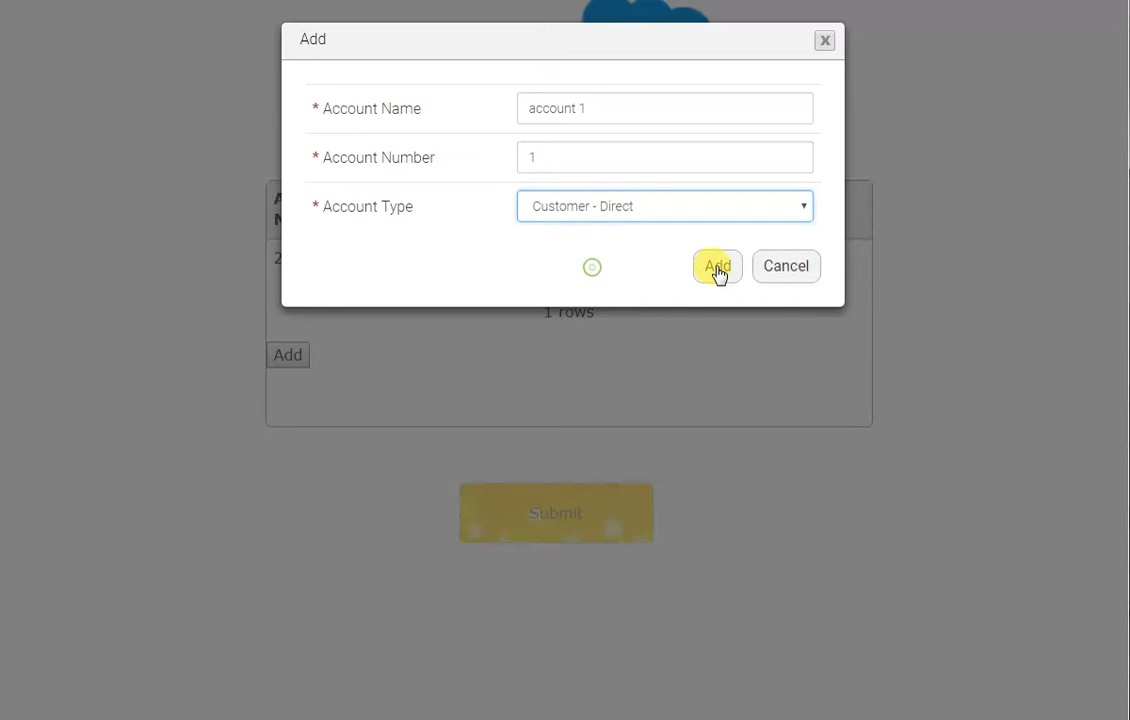 Add
X
* Account Name
account 1
* Account Number
1
* Account Type
Customer - Direct
Add
Cancel
1 rows
Add
Submit